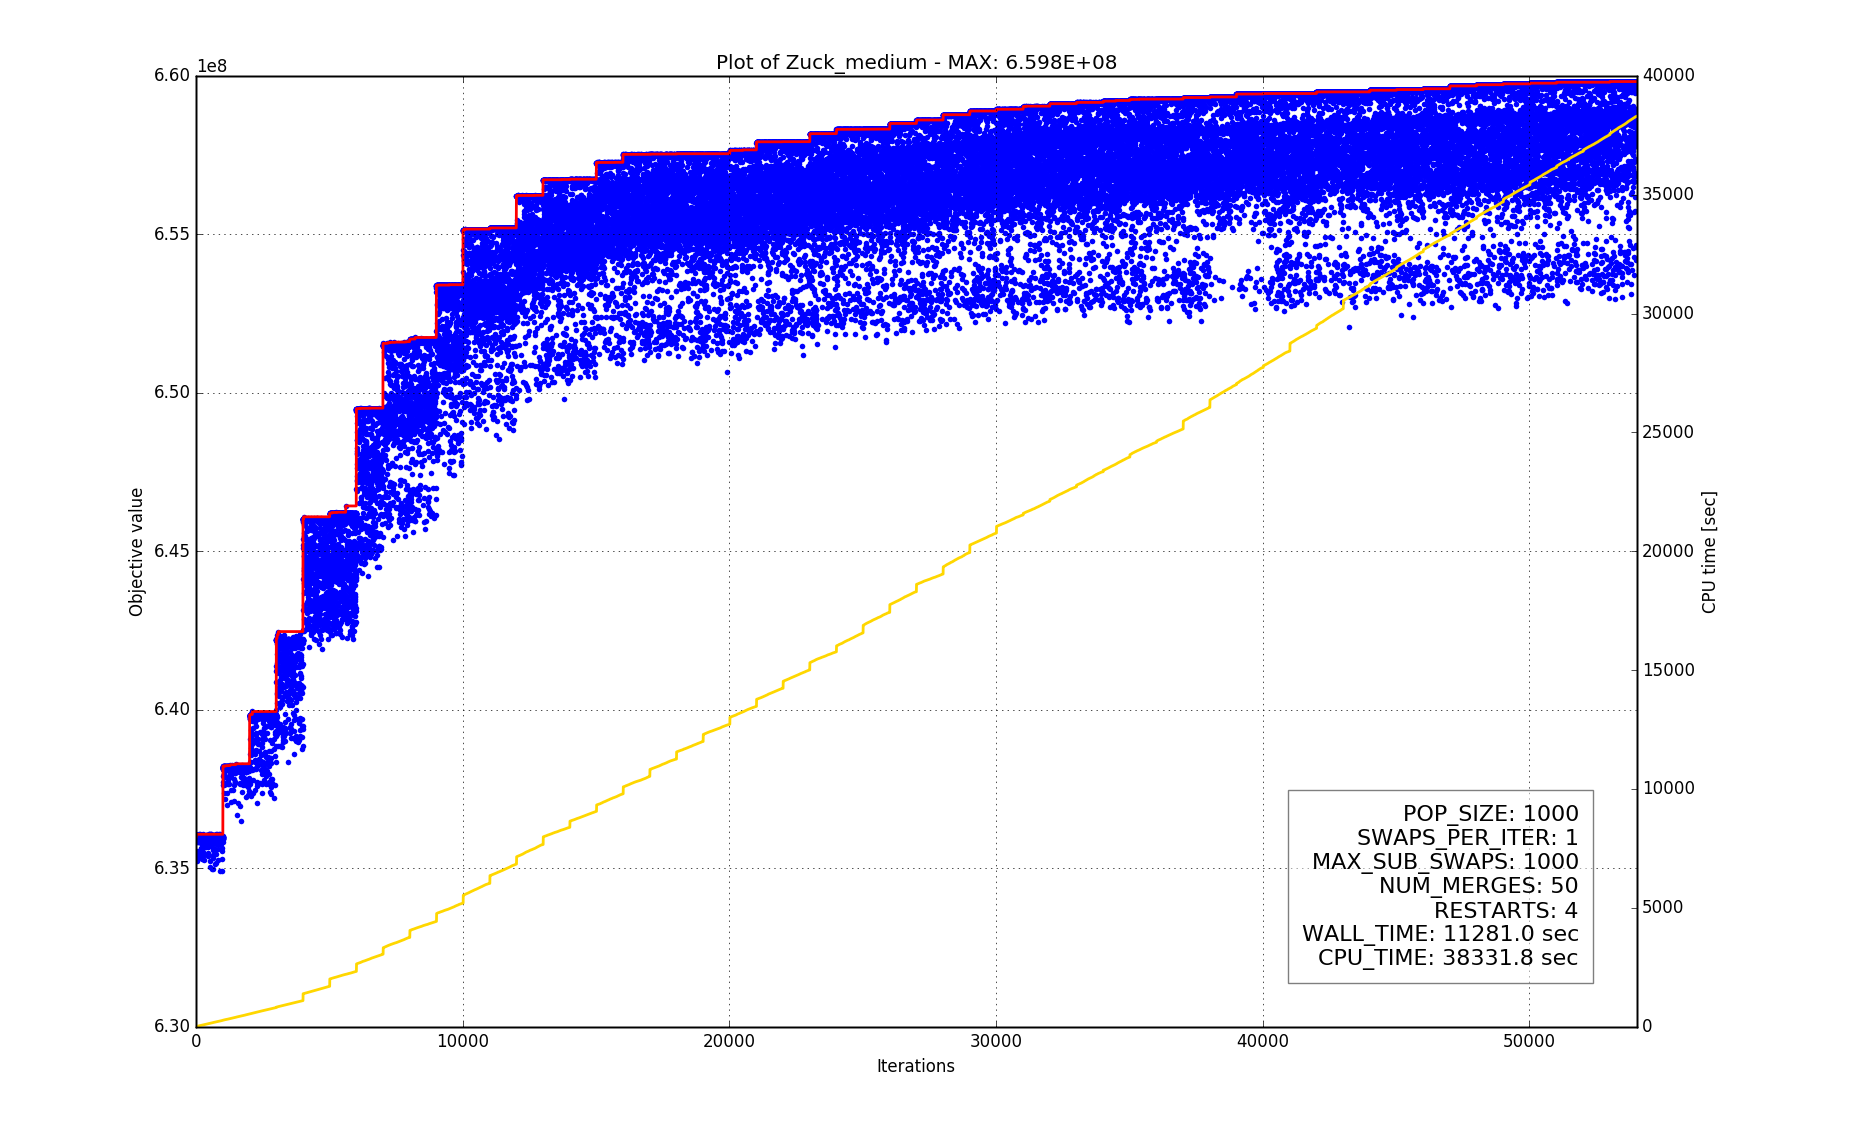 Plot of Zuck_medium - MAX: 6.598E+08
1e8
6.60
6.55
6.50
6.45
6.40
6.35
6.30
Objective value
40000
35000
30000
25000
20000
15000
10000
5000
0
CPU time [sec]
POP_SIZE: 1000
SWAPS_PER_ITER: 1
MAX_SUB_SWAPS: 1000
NUM_MERGES: 50
RESTARTS: 4
WALL_TIME: 11281.0 sec
CPU_TIME: 38331.8 sec
0 10000 20000 30000 40000 50000
Iterations